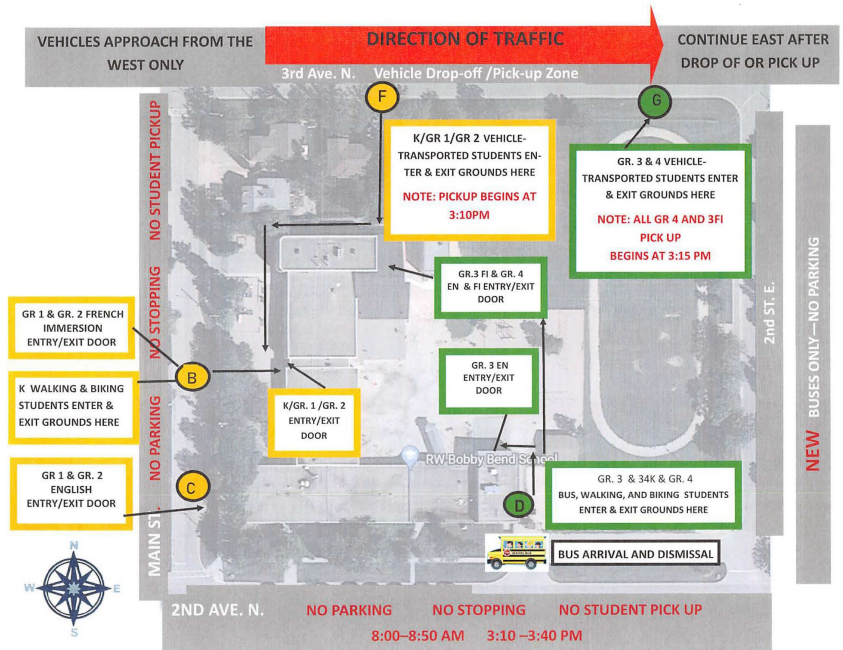 VEHICLES APPROACH FROM THE
WEST ONLY
DIRECTION OF TRAFFIC
CONTINUE EAST AFTER
DROP OF OR PICK UP
3rd Ave. N. Vehicle Drop-off /Pick-up Zone
F
G
K/GR 1/GR 2 VEHICLE-
TRANSPORTED STUDENTS EN-
TER & EXIT GROUNDS HERE
NOTE: PICKUP BEGINS AT
3:10PM
GR. 3 & 4 VEHICLE-
TRANSPORTED STUDENTS ENTER
& EXIT GROUNDS HERE
NOTE: ALL GR 4 AND 3FI
PICK UP
BEGINS AT 3:15 PM
MAIN ST. NO PARKING NO STOPPING NO STUDENT PICKUP
2nd ST. E.
NEW BUSES ONLY—NO PARKING
GR.3 FI & GR. 4
EN & FI ENTRY/EXIT
DOOR
GR 1 & GR. 2 FRENCH
IMMERSION
ENTRY/EXIT DOOR
B
K WALKING & BIKING
STUDENTS ENTER &
EXIT GROUNDS HERE
GR. 3 EN
ENTRY/EXIT
DOOR
K/GR. 1 /GR. 2
ENTRY/EXIT
DOOR
RW Bobby Bend School
GR 1 & GR. 2
ENGLISH
ENTRY/EXIT DOOR
C
D
GR. 3 & 34K & GR. 4
BUS, WALKING, AND BIKING STUDENTS
ENTER & EXIT GROUNDS HERE
BUS ARRIVAL AND DISMISSAL
N
W
E
S
2ND AVE. N. NO PARKING NO STOPPING NO STUDENT PICK UP
8:00–8:50 AM 3:10 –3:40 PM